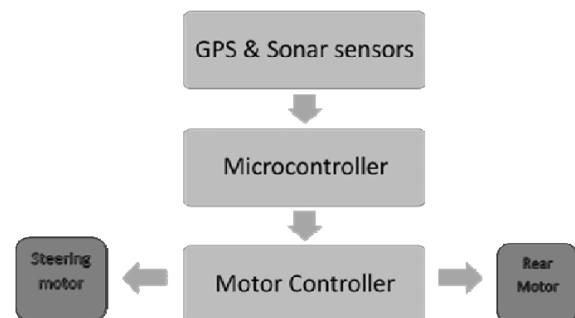 GPS & Sonar sensors
Microcontroller
Steering
motor
Motor Controller
Rear
Motor